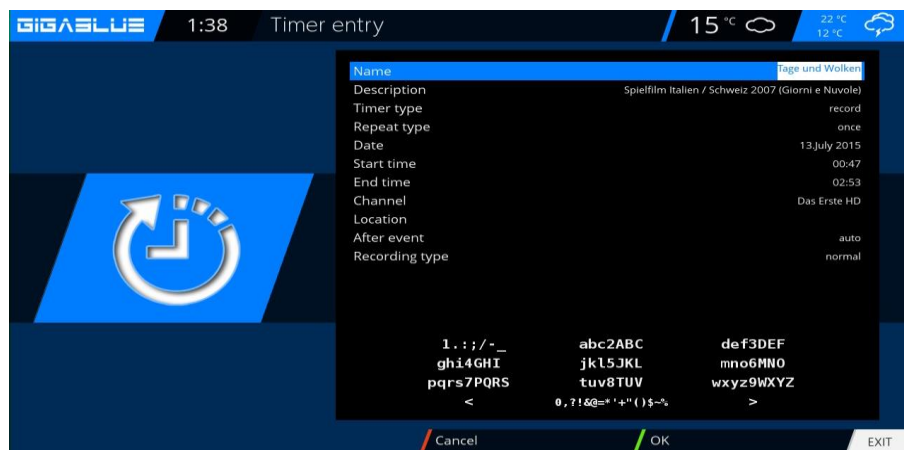 GIGABLUE 1:38 Timer entry 15 °C 22 °C
12 °C
Name Tage und Wolken
Description Spielfilm Italien / Schweiz 2007 (Giorni e Nuvole)
Timer type record
Repeat type once
Date 13.July 2015
Start time 00:47
End time 02:53
Channel Das Erste HD
Location
After event auto
Recording type normal
1.:;/-_ abc2ABC def3DEF
ghi4GHI jkl5JKL mno6MNO
pqrs7PQRS tuv8TUV wxyz9WXYZ
< 0,?!&@=*'+"()$~% >
Cancel OK EXIT